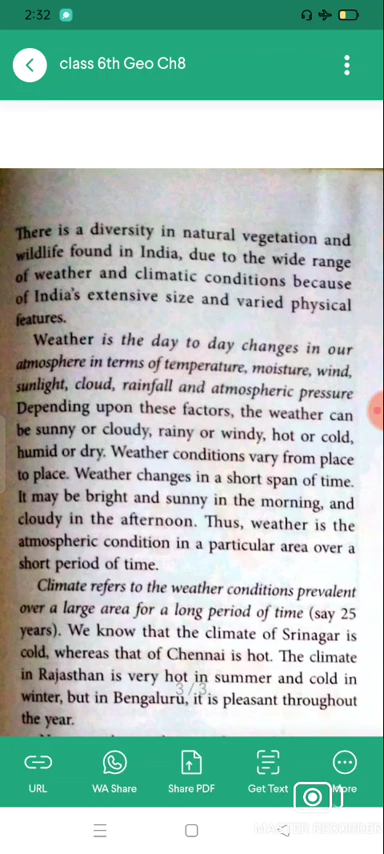 2:32
class 6th Geo Ch8
There is a diversity in natural vegetation and
wildlife found in India, due to the wide range
of weather and climatic conditions because
of India's extensive size and varied physical
features.
Weather is the day to day changes in our
atmosphere in terms of temperature, moisture, wind,
sunlight, cloud, rainfall and atmospheric pressure
Depending upon these factors, the weather can
be sunny or cloudy, rainy or windy, hot or cold,
humid or dry. Weather conditions vary from place
to place. Weather changes in a short span of time.
It may be bright and sunny in the morning, and
cloudy in the afternoon. Thus, weather is the
atmospheric condition in a particular area over a
short period of time.
Climate refers to the weather conditions prevalent
over a large area for a long period of time (say 25
years). We know that the climate of Srinagar is
cold, whereas that of Chennai is hot. The climate
in Rajasthan is very hot in summer and cold in
3/3
winter, but in Bengaluru, it is pleasant throughout
the year.
URL WA Share Share PDF Get Text More
MASTER RECORDER